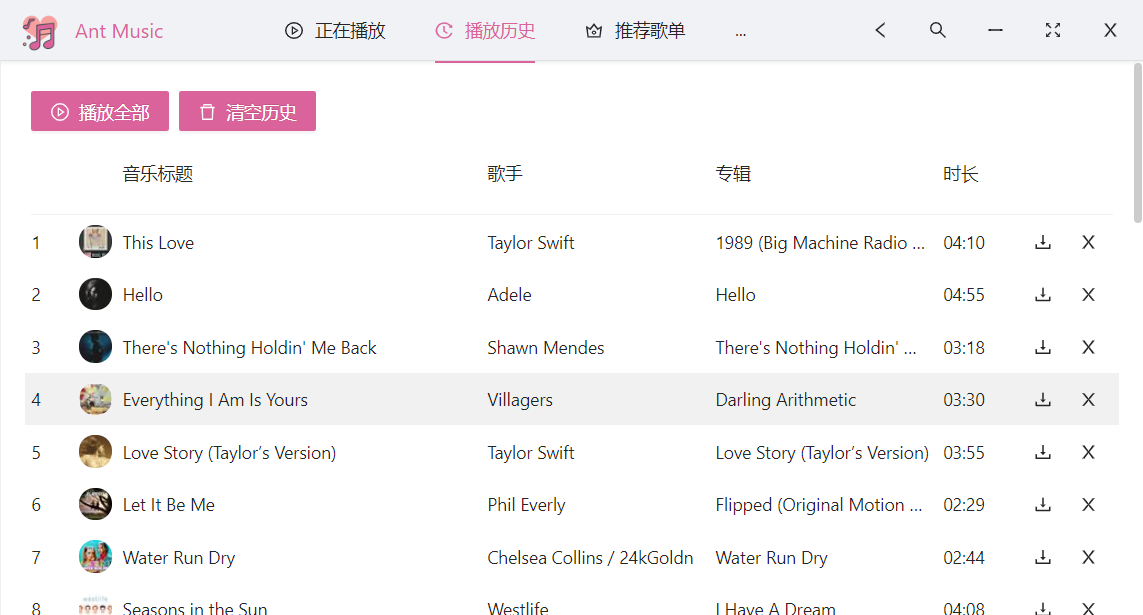 Ant Music 正在播放 播放历史 推荐歌单 ...
播放全部 清空历史
音乐标题 歌手 专辑 时长
1 This Love Taylor Swift 1989 (Big Machine Radio ... 04:10
2 Hello Adele Hello 04:55
3 There's Nothing Holdin' Me Back Shawn Mendes There's Nothing Holdin' ... 03:18
4 Everything I Am Is Yours Villagers Darling Arithmetic 03:30
5 Love Story (Taylor’s Version) Taylor Swift Love Story (Taylor’s Version) 03:55
6 Let It Be Me Phil Everly Flipped (Original Motion ... 02:29
7 Water Run Dry Chelsea Collins / 24kGoldn Water Run Dry 02:44
8 Seasons in the Sun Westlife I Have A Dream 04:08